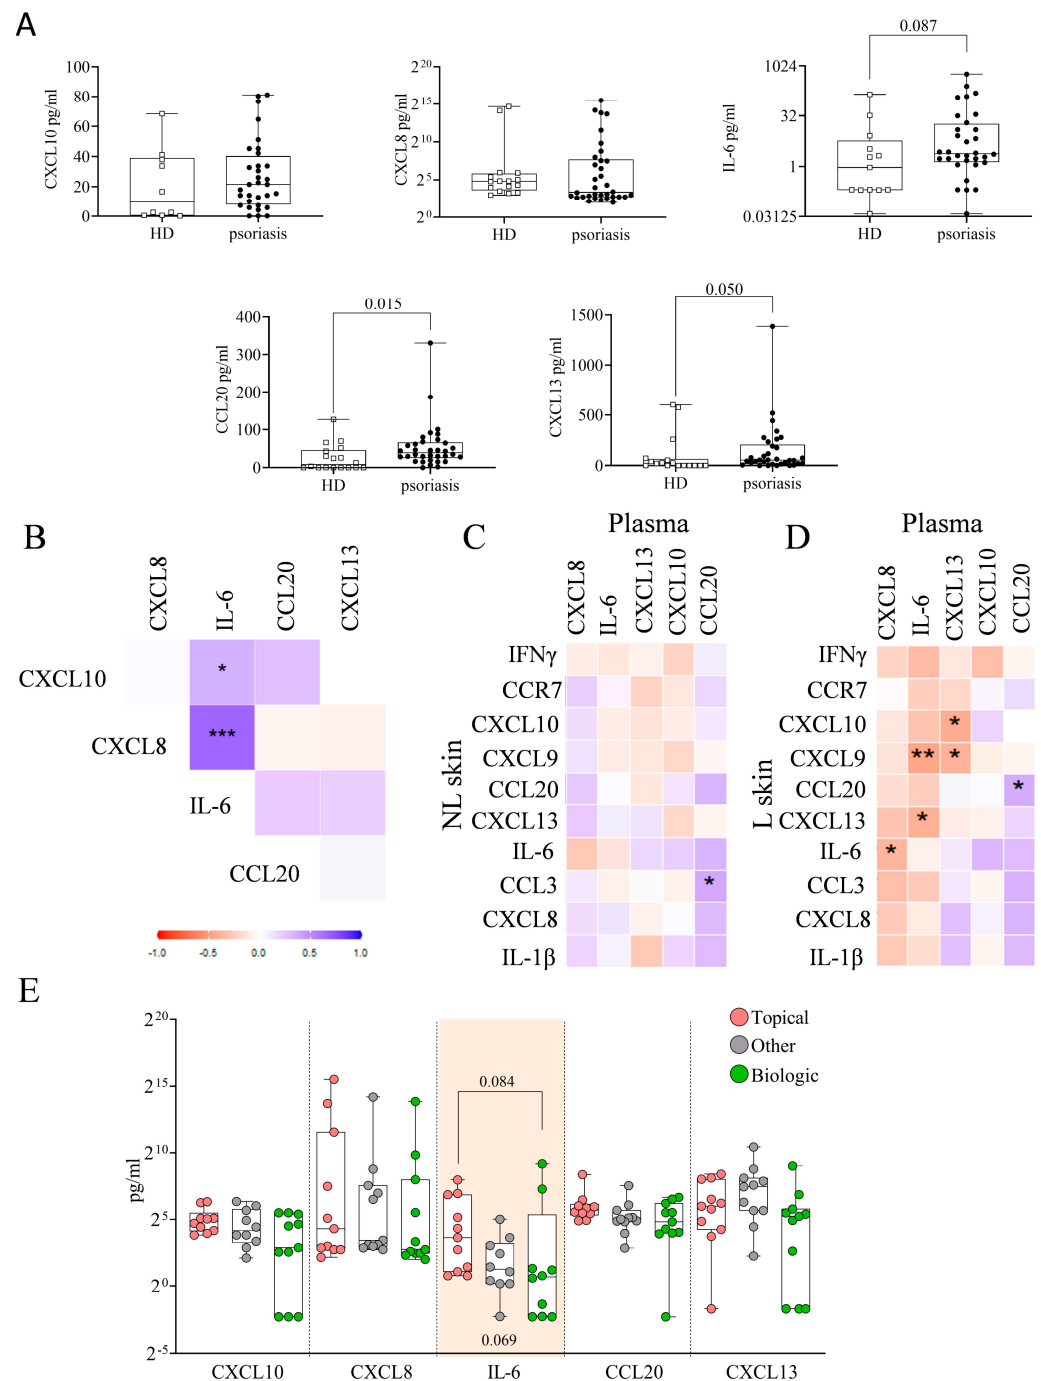 A
0.087
100
80
60
40
20
0
CXCL10 pg/ml
HD psoriasis
2^20
2^15
2^10
2^5
2^0
CXCL8 pg/ml
HD psoriasis
1024
32
1
0.03125
IL-6 pg/ml
HD psoriasis
0.015
400
300
200
100
0
CCL20 pg/ml
HD psoriasis
0.050
1500
1000
500
0
CXCL13 pg/ml
HD psoriasis
B
CXCL8 IL-6 CCL20 CXCL13
CXCL10 *
CXCL8 ***
IL-6
CCL20
-1.0 -0.5 0.0 0.5 1.0
C
Plasma
CXCL8 IL-6 CXCL13 CXCL10 CCL20
NL skin
IFNγ
CCR7
CXCL10
CXCL9
CCL20
CXCL13
IL-6
CCL3 *
CXCL8
IL-1β
D
Plasma
CXCL8 IL-6 CXCL13 CXCL10 CCL20
L skin
IFNγ
CCR7
CXCL10 *
CXCL9 ** *
CCL20 *
CXCL13 *
IL-6 *
CCL3
CXCL8
IL-1β
E
2^20
2^15
2^10
2^5
2^0
2^-5
pg/ml
Topical
Other
Biologic
0.084
0.069
CXCL10 CXCL8 IL-6 CCL20 CXCL13